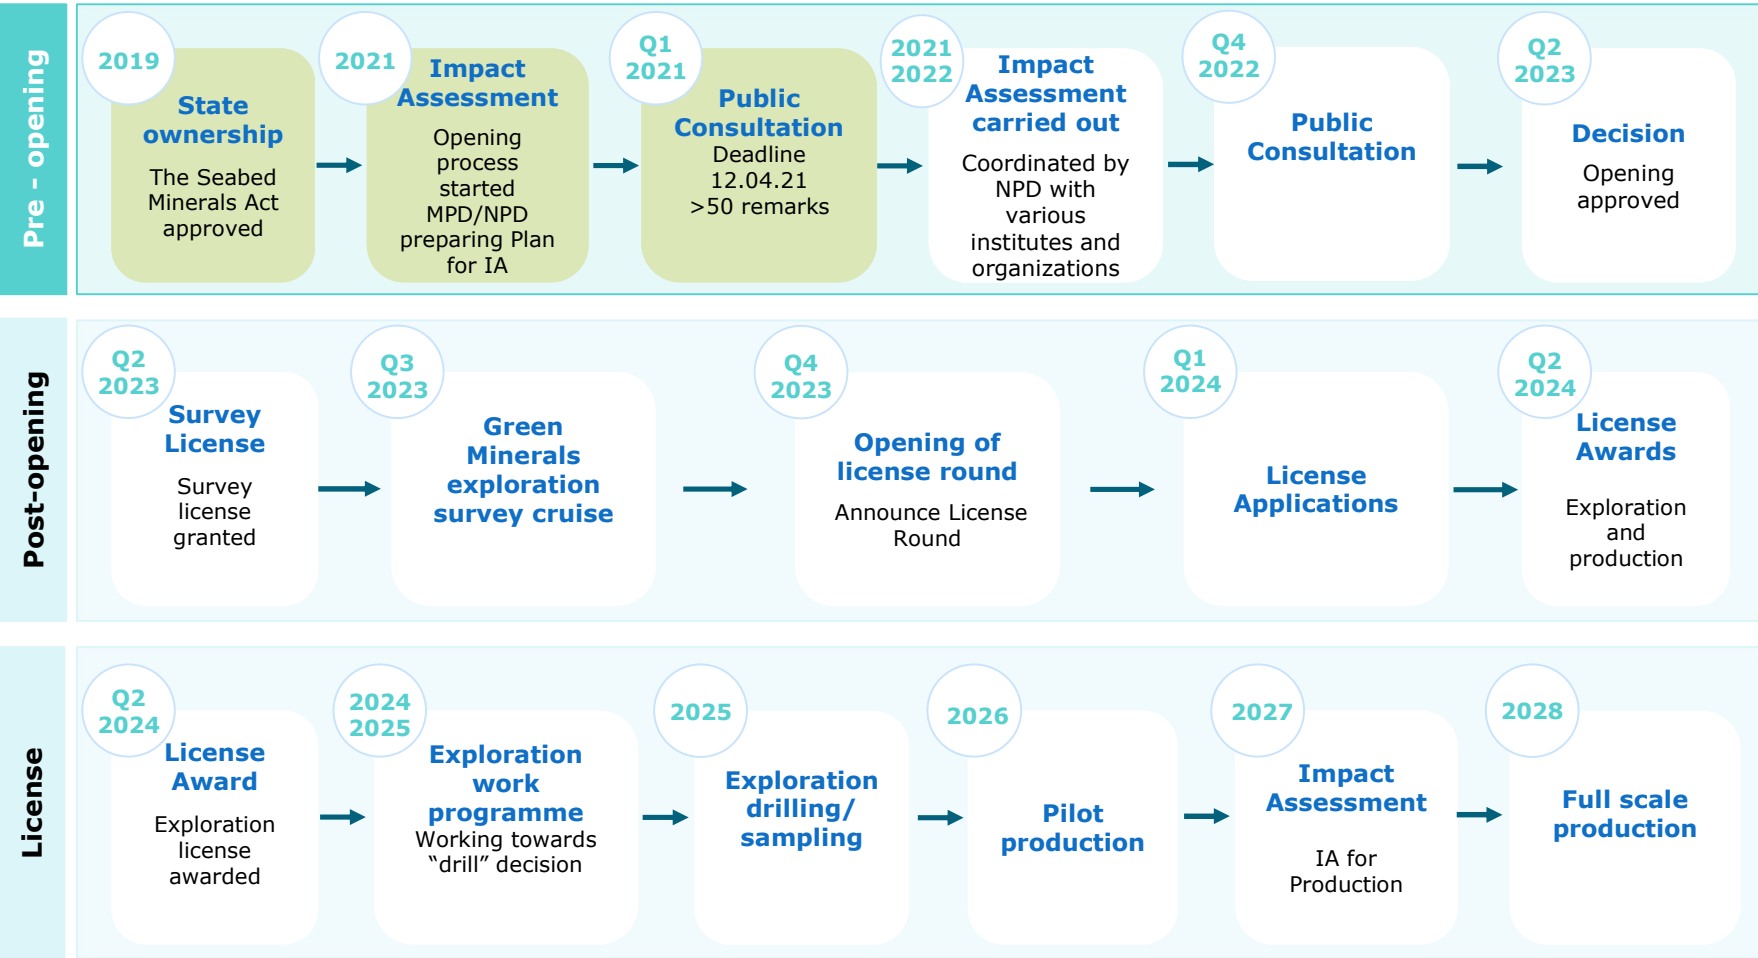 Pre - opening
2019
State
ownership
The Seabed
Minerals Act
approved
2021
Impact
Assessment
Opening
process
started
MPD/NPD
preparing Plan
for IA
Q1
2021
Public
Consultation
Deadline
12.04.21
>50 remarks
2021
2022
Impact
Assessment
carried out
Coordinated by
NPD with
various
institutes and
organizations
Q4
2022
Public
Consultation
Q2
2023
Decision
Opening
approved
Post-opening
Q2
2023
Survey
License
Survey
license
granted
Q3
2023
Green
Minerals
exploration
survey cruise
Q4
2023
Opening of
license round
Announce License
Round
Q1
2024
License
Applications
Q2
2024
License
Awards
Exploration
and
production
License
Q2
2024
License
Award
Exploration
license
awarded
2024
2025
Exploration
work
programme
Working towards
“drill” decision
2025
Exploration
drilling/
sampling
2026
Pilot
production
2027
Impact
Assessment
IA for
Production
2028
Full scale
production